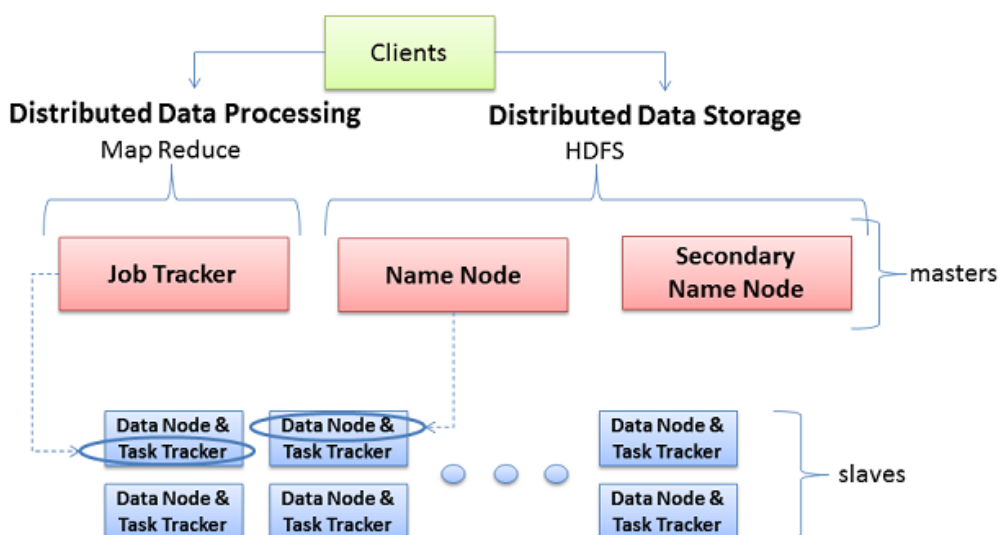 Clients
Distributed Data Processing
Map Reduce
Distributed Data Storage
HDFS
Job Tracker
Name Node
Secondary
Name Node
masters
Data Node &
Task Tracker
Data Node &
Task Tracker
Data Node &
Task Tracker
slaves
Data Node &
Task Tracker
Data Node &
Task Tracker
Data Node &
Task Tracker